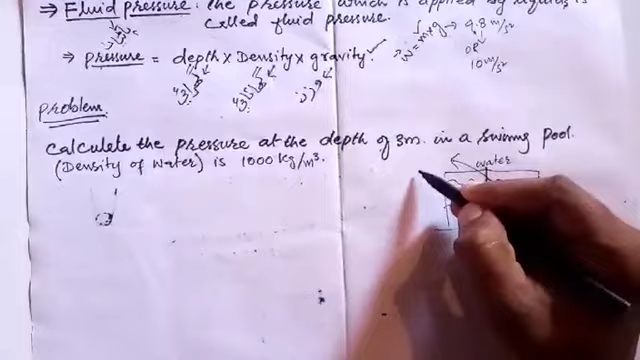 ⇒ Fluid pressure: the pressure which is applied by liquids is
called fluid pressure.
⇒ pressure = depth x Density x gravity.
w = mxg → 9.8 m/s²
OR
10 m/s²
problem
calculate the pressure at the depth of 3m. in a swimng pool.
(Density of water) is 1000 kg/m³.
water